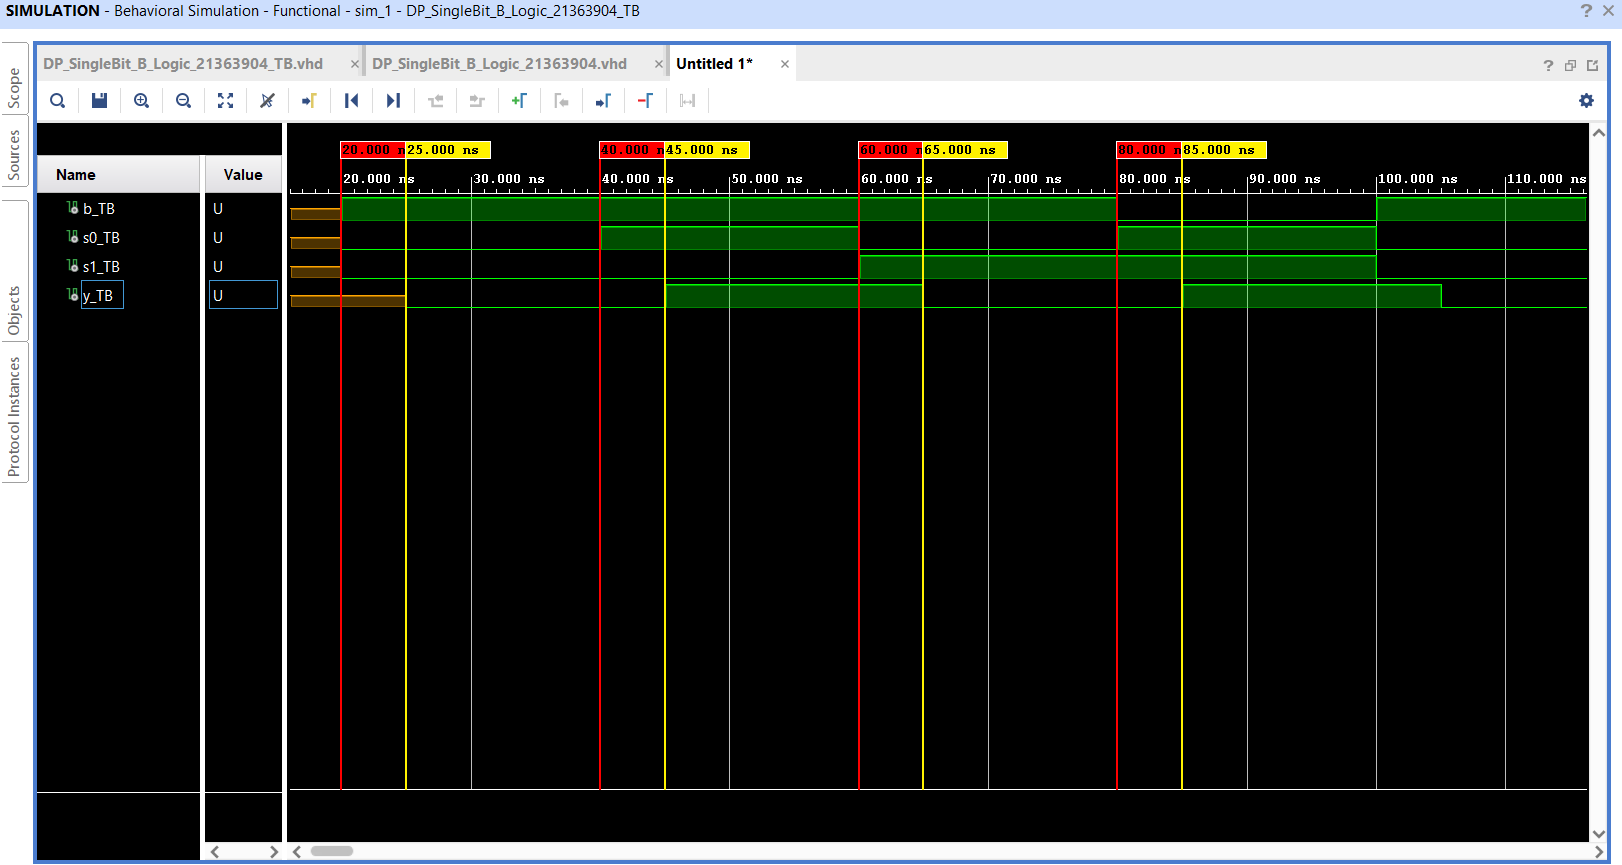 SIMULATION - Behavioral Simulation - Functional - sim_1 - DP_SingleBit_B_Logic_21363904_TB
? ×
Scope
Sources
Objects
Protocol Instances
DP_SingleBit_B_Logic_21363904_TB.vhd ×
DP_SingleBit_B_Logic_21363904.vhd ×
Untitled 1* ×
?
20.000 n 25.000 ns 40.000 n 45.000 ns 60.000 n 65.000 ns 80.000 n 85.000 ns
Name Value
20.000 ns 30.000 ns 40.000 ns 50.000 ns 60.000 ns 70.000 ns 80.000 ns 90.000 ns 100.000 ns 110.000 ns
b_TB U
s0_TB U
s1_TB U
y_TB U